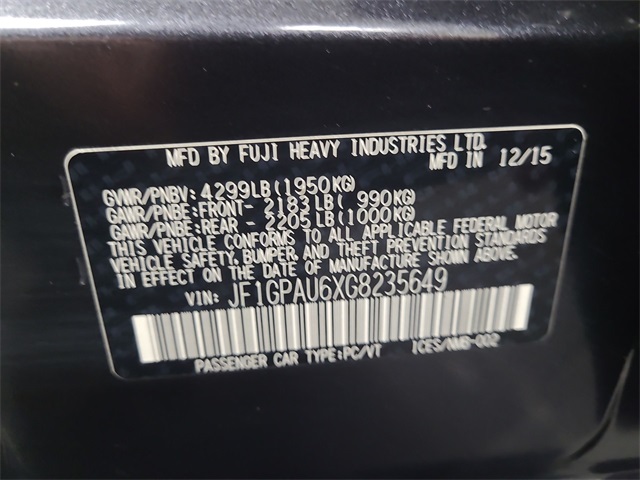 MFD BY FUJI HEAVY INDUSTRIES LTD.
MFD IN 12/15
GVWR/PNBV: 4299LB(1950KG)
GAWR/PNBE:FRONT- 2183LB( 990KG)
GAWR/PNBE:REAR - 2205LB(1000KG)
THIS VEHICLE CONFORMS TO ALL APPLICABLE FEDERAL MOTOR
VEHICLE SAFETY, BUMPER, AND THEFT PREVENTION STANDARDS
IN EFFECT ON THE DATE OF MANUFACTURE SHOWN ABOVE.
VIN: JF1GPAU6XG8235649
PASSENGER CAR TYPE:PC/VT ICES/NMB-002